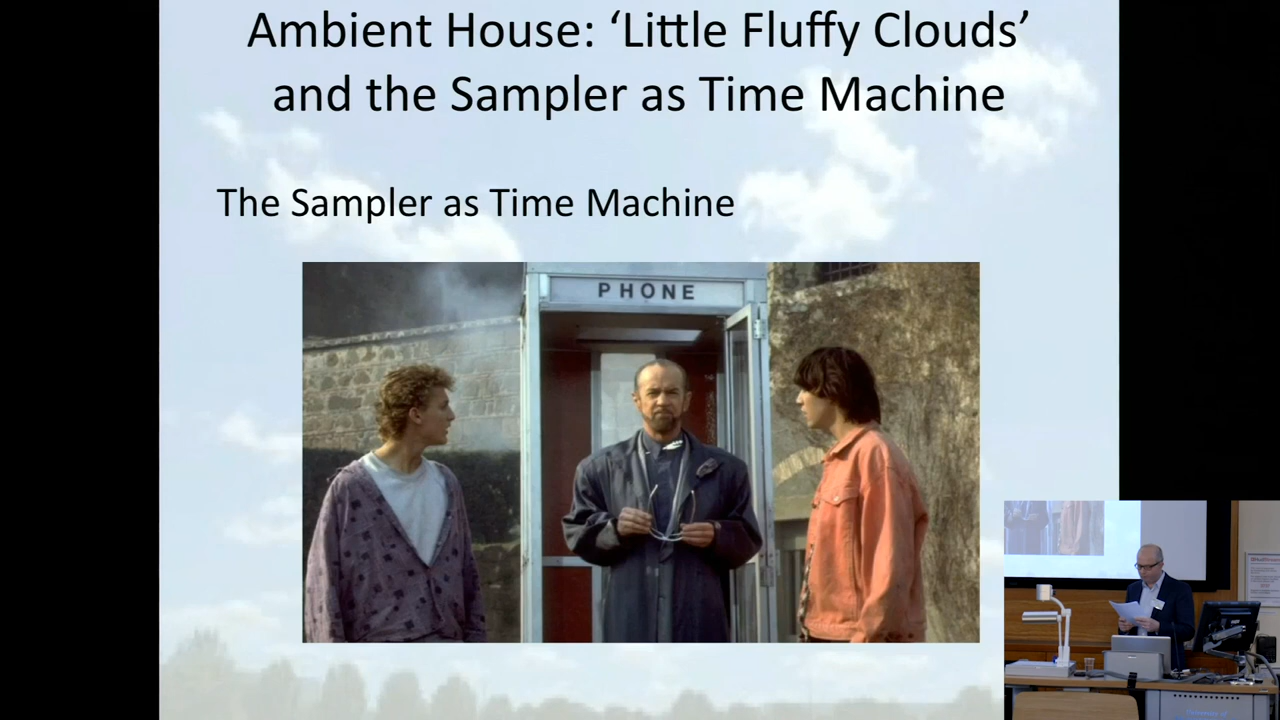 Ambient House: ‘Little Fluffy Clouds’
and the Sampler as Time Machine
The Sampler as Time Machine
PHONE